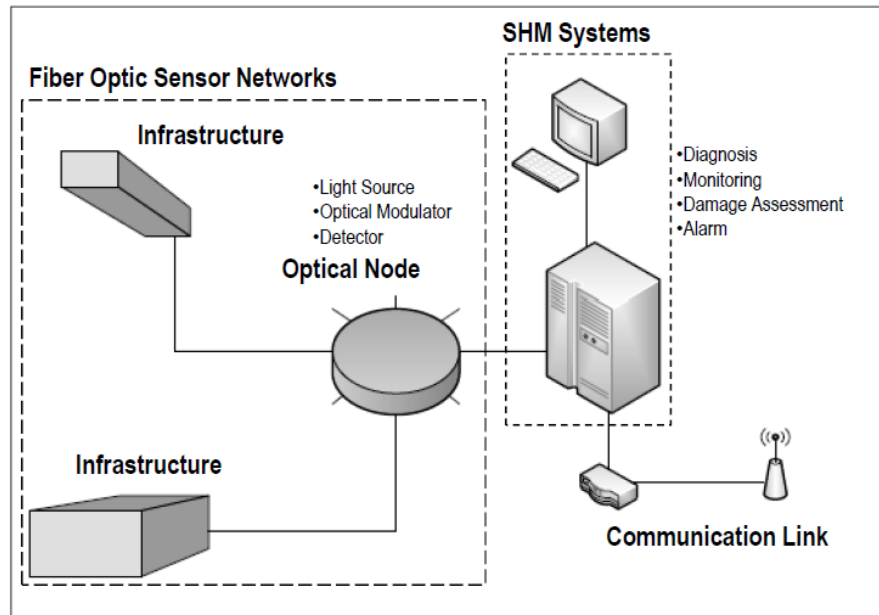 SHM Systems
Fiber Optic Sensor Networks
Infrastructure
•Light Source
•Optical Modulator
•Detector
Optical Node
•Diagnosis
•Monitoring
•Damage Assessment
•Alarm
Infrastructure
Communication Link